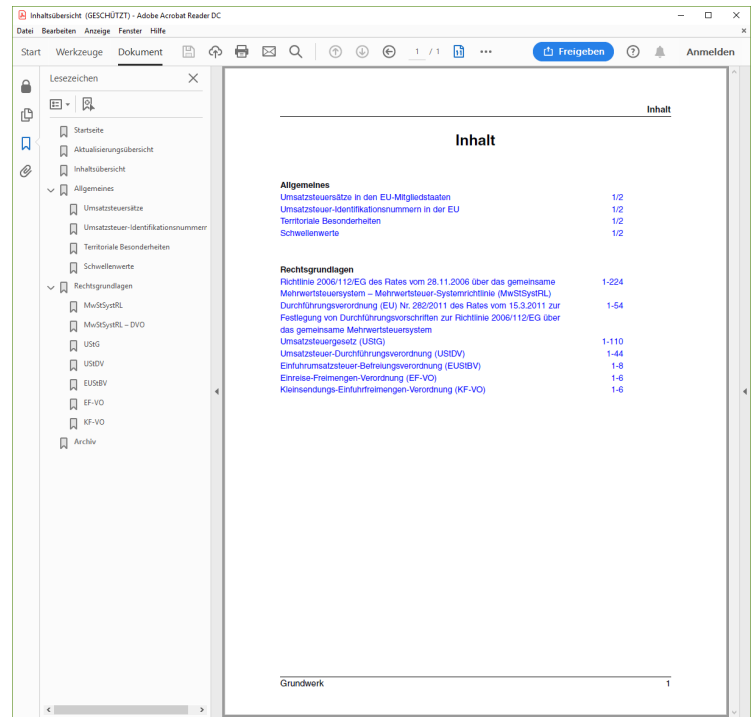 Inhaltsübersicht (GESCHÜTZT) - Adobe Acrobat Reader DC
Datei Bearbeiten Anzeige Fenster Hilfe
Start Werkzeuge Dokument 1 / 1 Freigeben Anmelden
Lesezeichen
Startseite
Aktualisierungsübersicht
Inhaltsübersicht
Allgemeines
Umsatzsteuersätze
Umsatzsteuer-Identifikationsnummern
Territoriale Besonderheiten
Schwellenwerte
Rechtsgrundlagen
MwStSystRL
MwStSystRL – DVO
UStG
UStDV
EUStBV
EF-VO
KF-VO
Archiv
Inhalt
Inhalt
Allgemeines
Umsatzsteuersätze in den EU-Mitgliedstaaten 1/2
Umsatzsteuer-Identifikationsnummern in der EU 1/2
Territoriale Besonderheiten 1/2
Schwellenwerte 1/2
Rechtsgrundlagen
Richtlinie 2006/112/EG des Rates vom 28.11.2006 über das gemeinsame 1-224
Mehrwertsteuersystem – Mehrwertsteuer-Systemrichtlinie (MwStSystRL)
Durchführungsverordnung (EU) Nr. 282/2011 des Rates vom 15.3.2011 zur 1-54
Festlegung von Durchführungsvorschriften zur Richtlinie 2006/112/EG über
das gemeinsame Mehrwertsteuersystem
Umsatzsteuergesetz (UStG) 1-110
Umsatzsteuer-Durchführungsverordnung (UStDV) 1-44
Einfuhrumsatzsteuer-Befreiungsverordnung (EUStBV) 1-8
Einreise-Freimengen-Verordnung (EF-VO) 1-6
Kleinsendungs-Einfuhrfreimengen-Verordnung (KF-VO) 1-6
Grundwerk 1